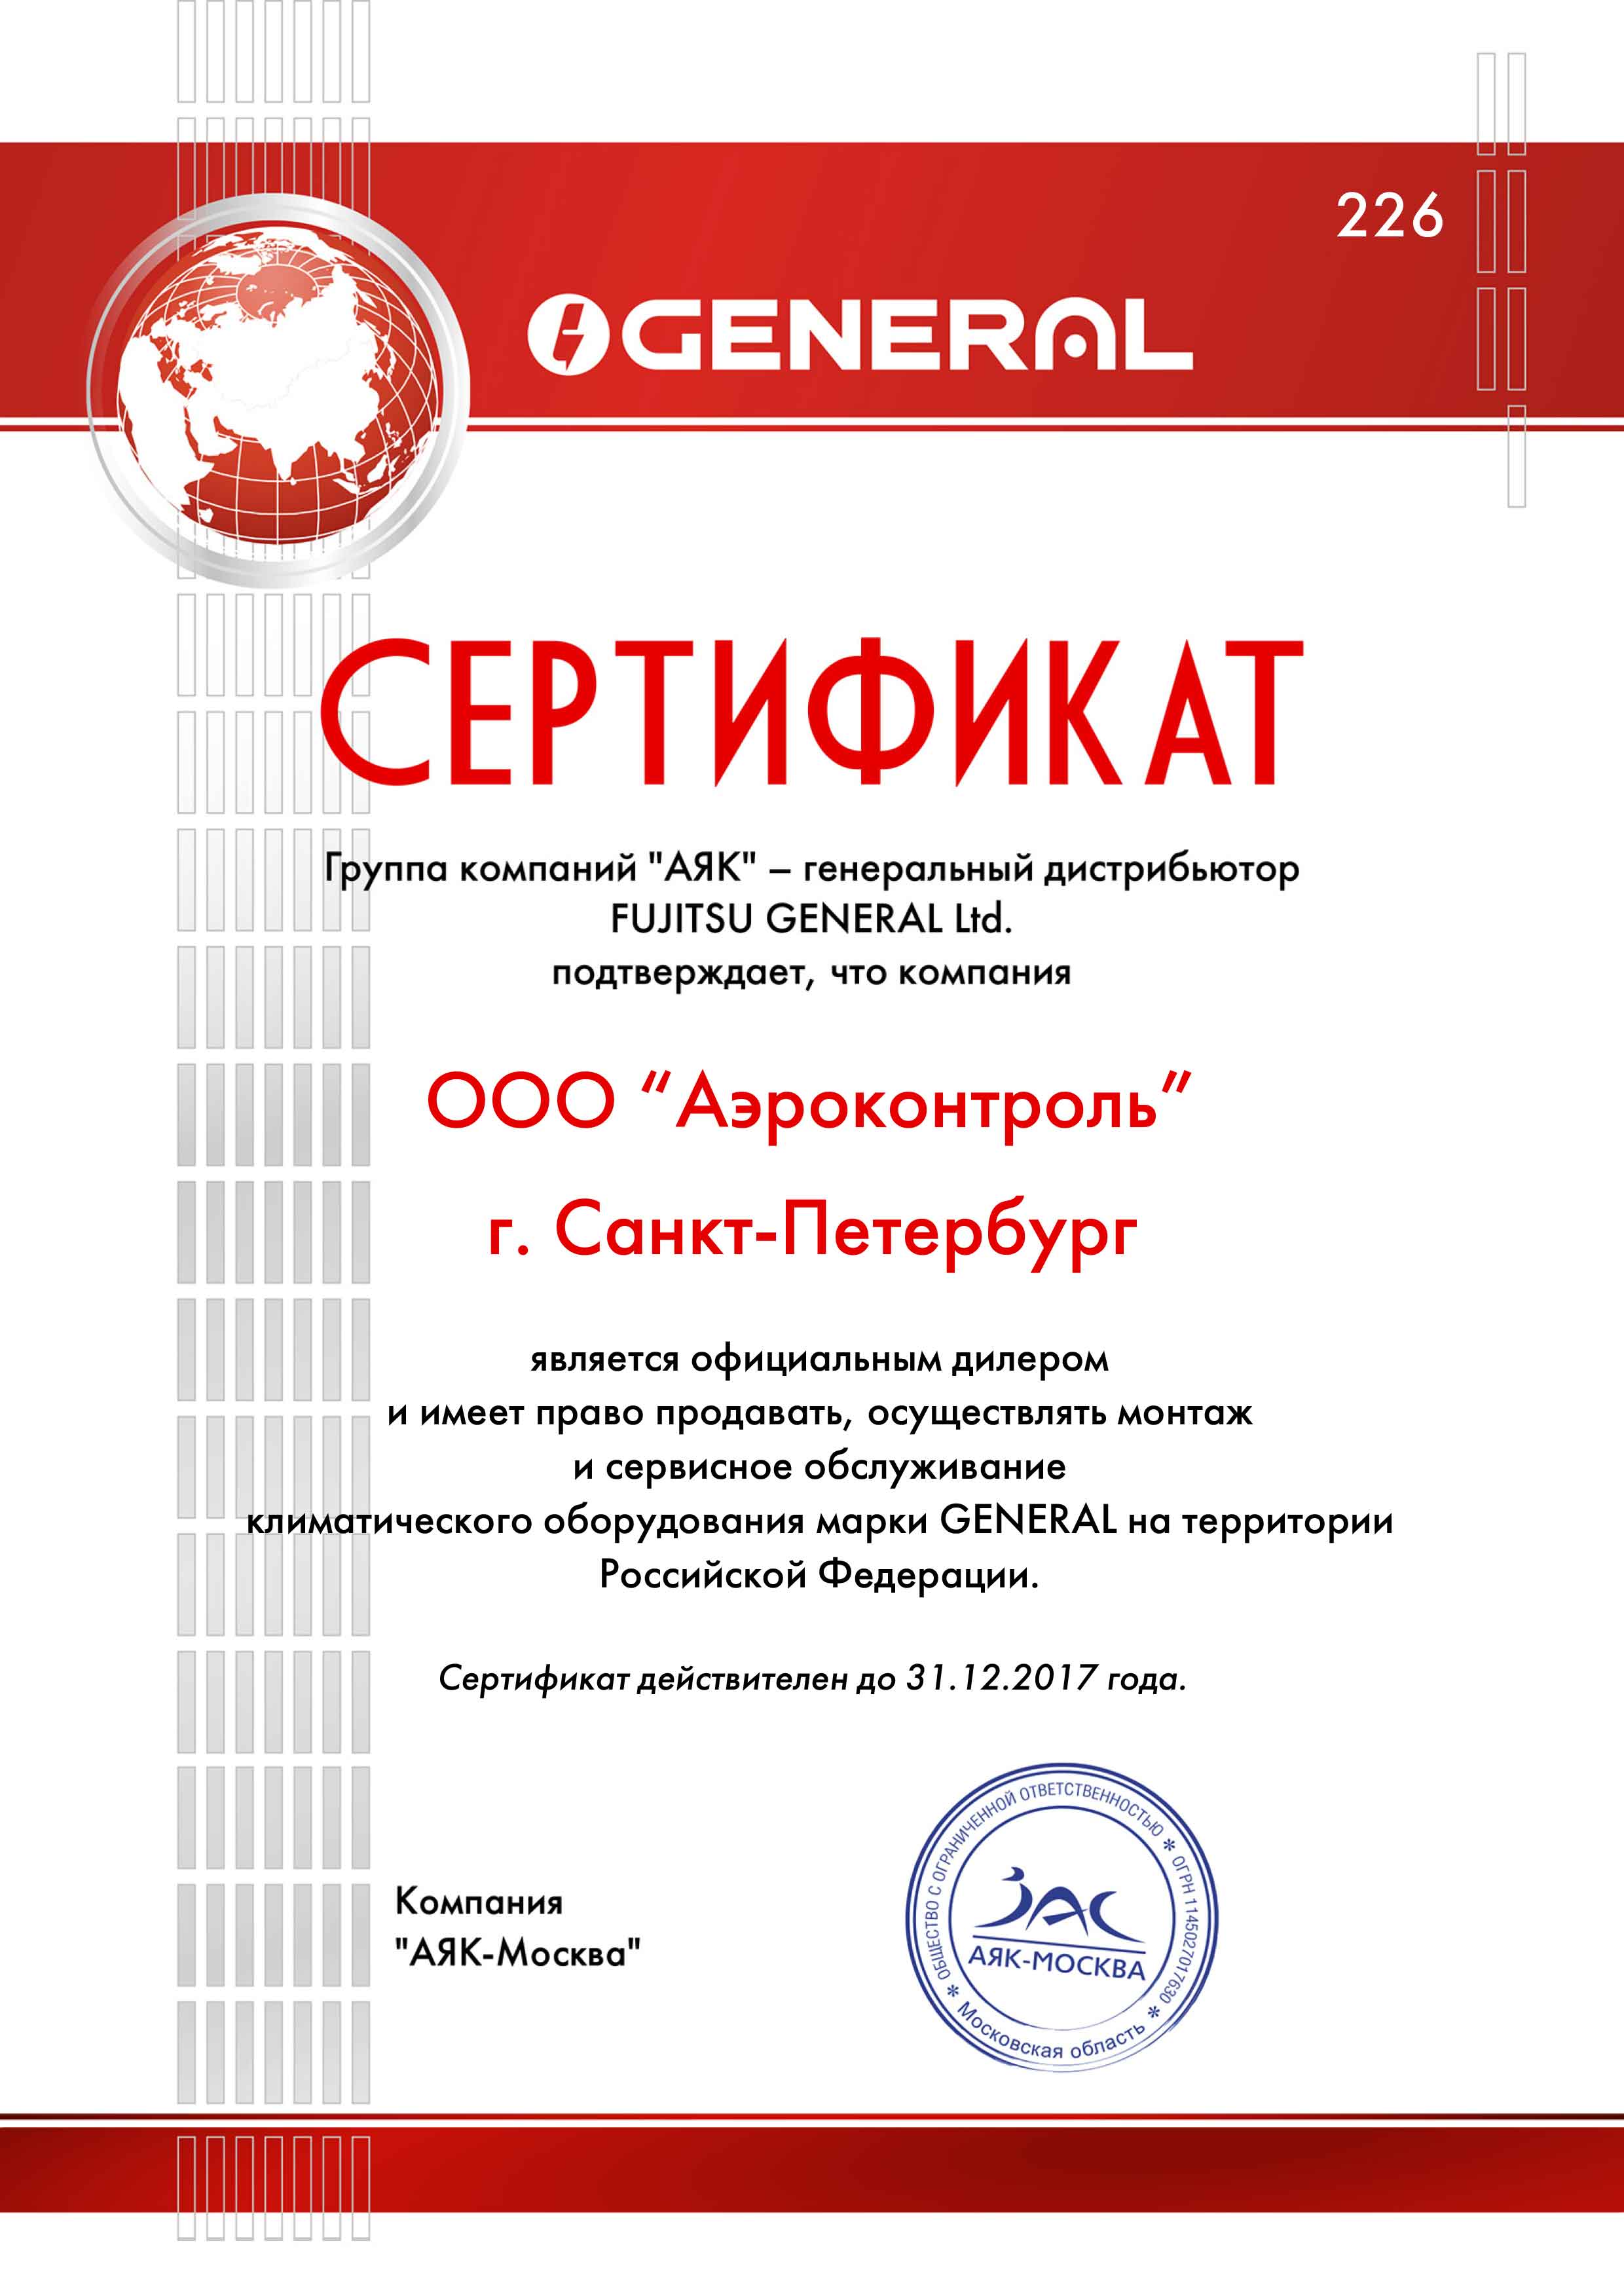 226
GENERAL
СЕРТИФИКАТ
Группа компаний "АЯК" – генеральный дистрибьютор
FUJITSU GENERAL Ltd.
подтверждает, что компания
ООО “Аэроконтроль”
г. Санкт-Петербург
является официальным дилером
и имеет право продавать, осуществлять монтаж
и сервисное обслуживание
климатического оборудования марки GENERAL на территории
Российской Федерации.
Сертификат действителен до 31.12.2017 года.
Компания
"АЯК-Москва"
ОБЩЕСТВО С ОГРАНИЧЕННОЙ ОТВЕТСТВЕННОСТЬЮ * ОГРН 1145027017630 *
Московская область *
ЗАС
АЯК-МОСКВА